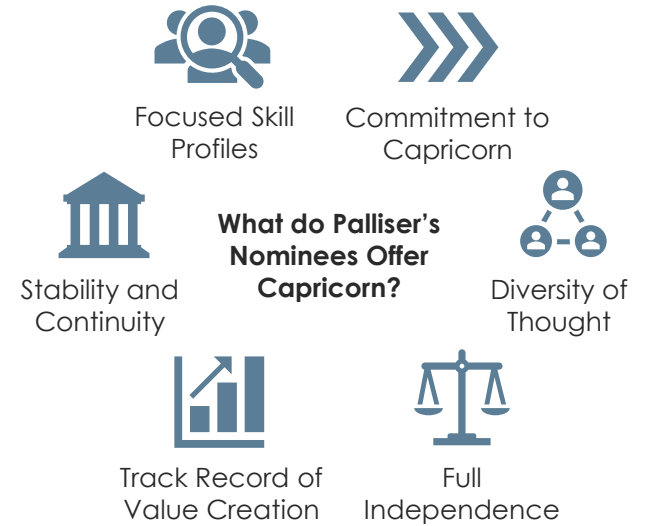 Focused Skill
Profiles
Commitment to
Capricorn
What do Palliser's
Nominees Offer
Capricorn?
Stability and
Continuity
Diversity of
Thought
Track Record of
Value Creation
Full
Independence